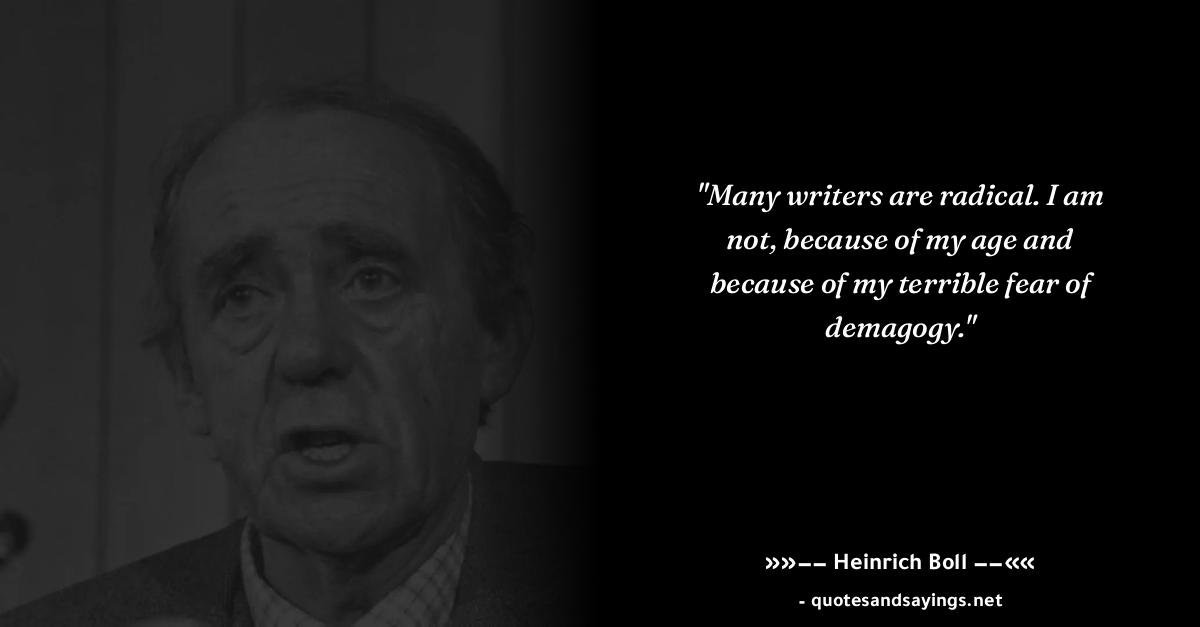 "Many writers are radical. I am
not, because of my age and
because of my terrible fear of
demagogy."
»»−− Heinrich Boll −−««
- quotesandsayings.net